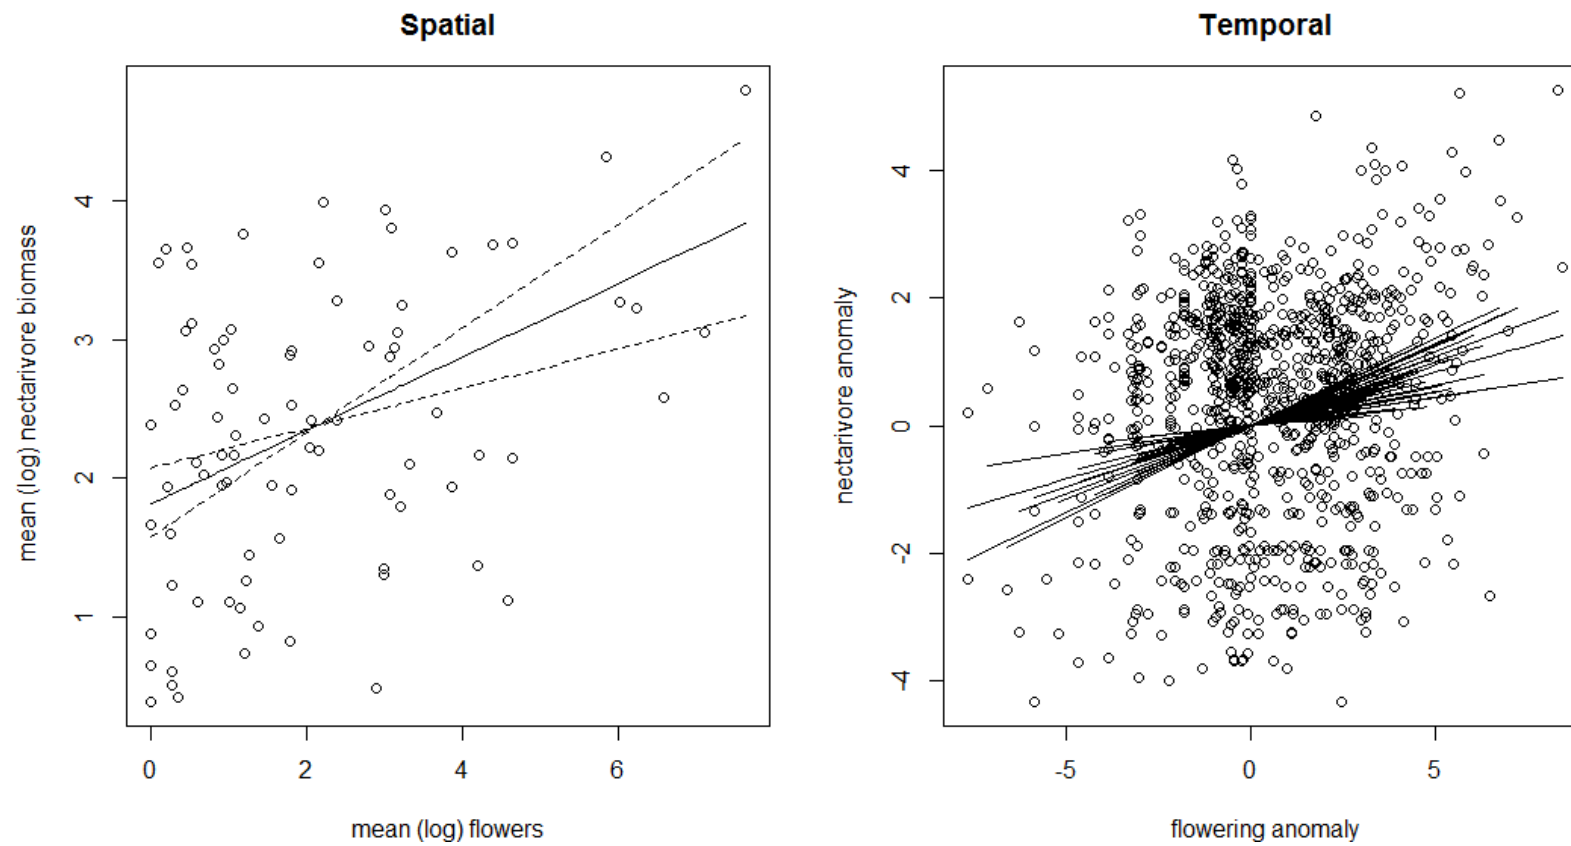 Spatial
mean (log) nectarivore biomass
4
3
2
1
0 2 4 6
mean (log) flowers
Temporal
nectarivore anomaly
4
2
0
-2
-4
-5 0 5
flowering anomaly